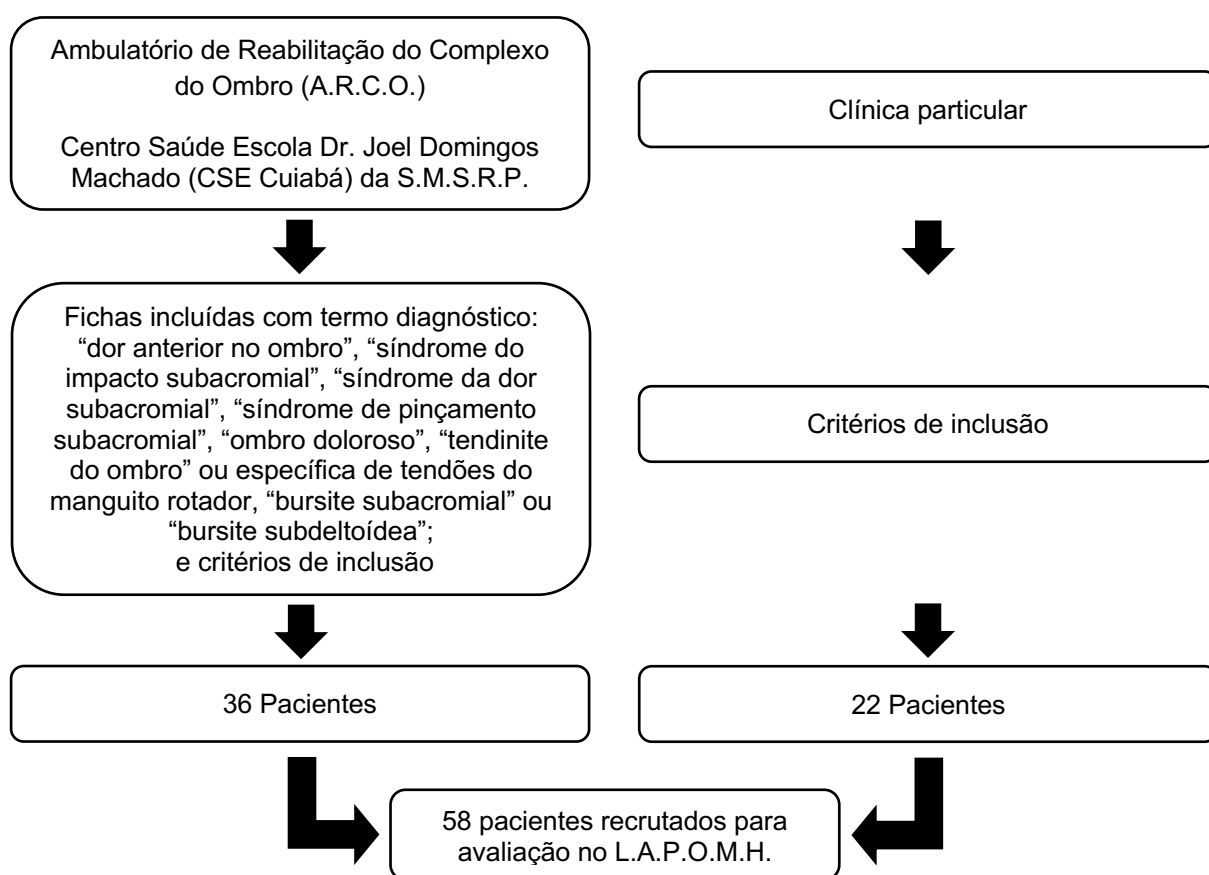 Ambulatório de Reabilitação do Complexo
do Ombro (A.R.C.O.)
Centro Saúde Escola Dr. Joel Domingos
Machado (CSE Cuiabá) da S.M.S.R.P.
Clínica particular
Fichas incluídas com termo diagnóstico:
“dor anterior no ombro”, “síndrome do
impacto subacromial”, “síndrome da dor
subacromial”, “síndrome de pinçamento
subacromial”, “ombro doloroso”, “tendinite
do ombro” ou específica de tendões do
manguito rotador, “bursite subacromial” ou
“bursite subdeltoídea”;
e critérios de inclusão
Critérios de inclusão
36 Pacientes
22 Pacientes
58 pacientes recrutados para
avaliação no L.A.P.O.M.H.